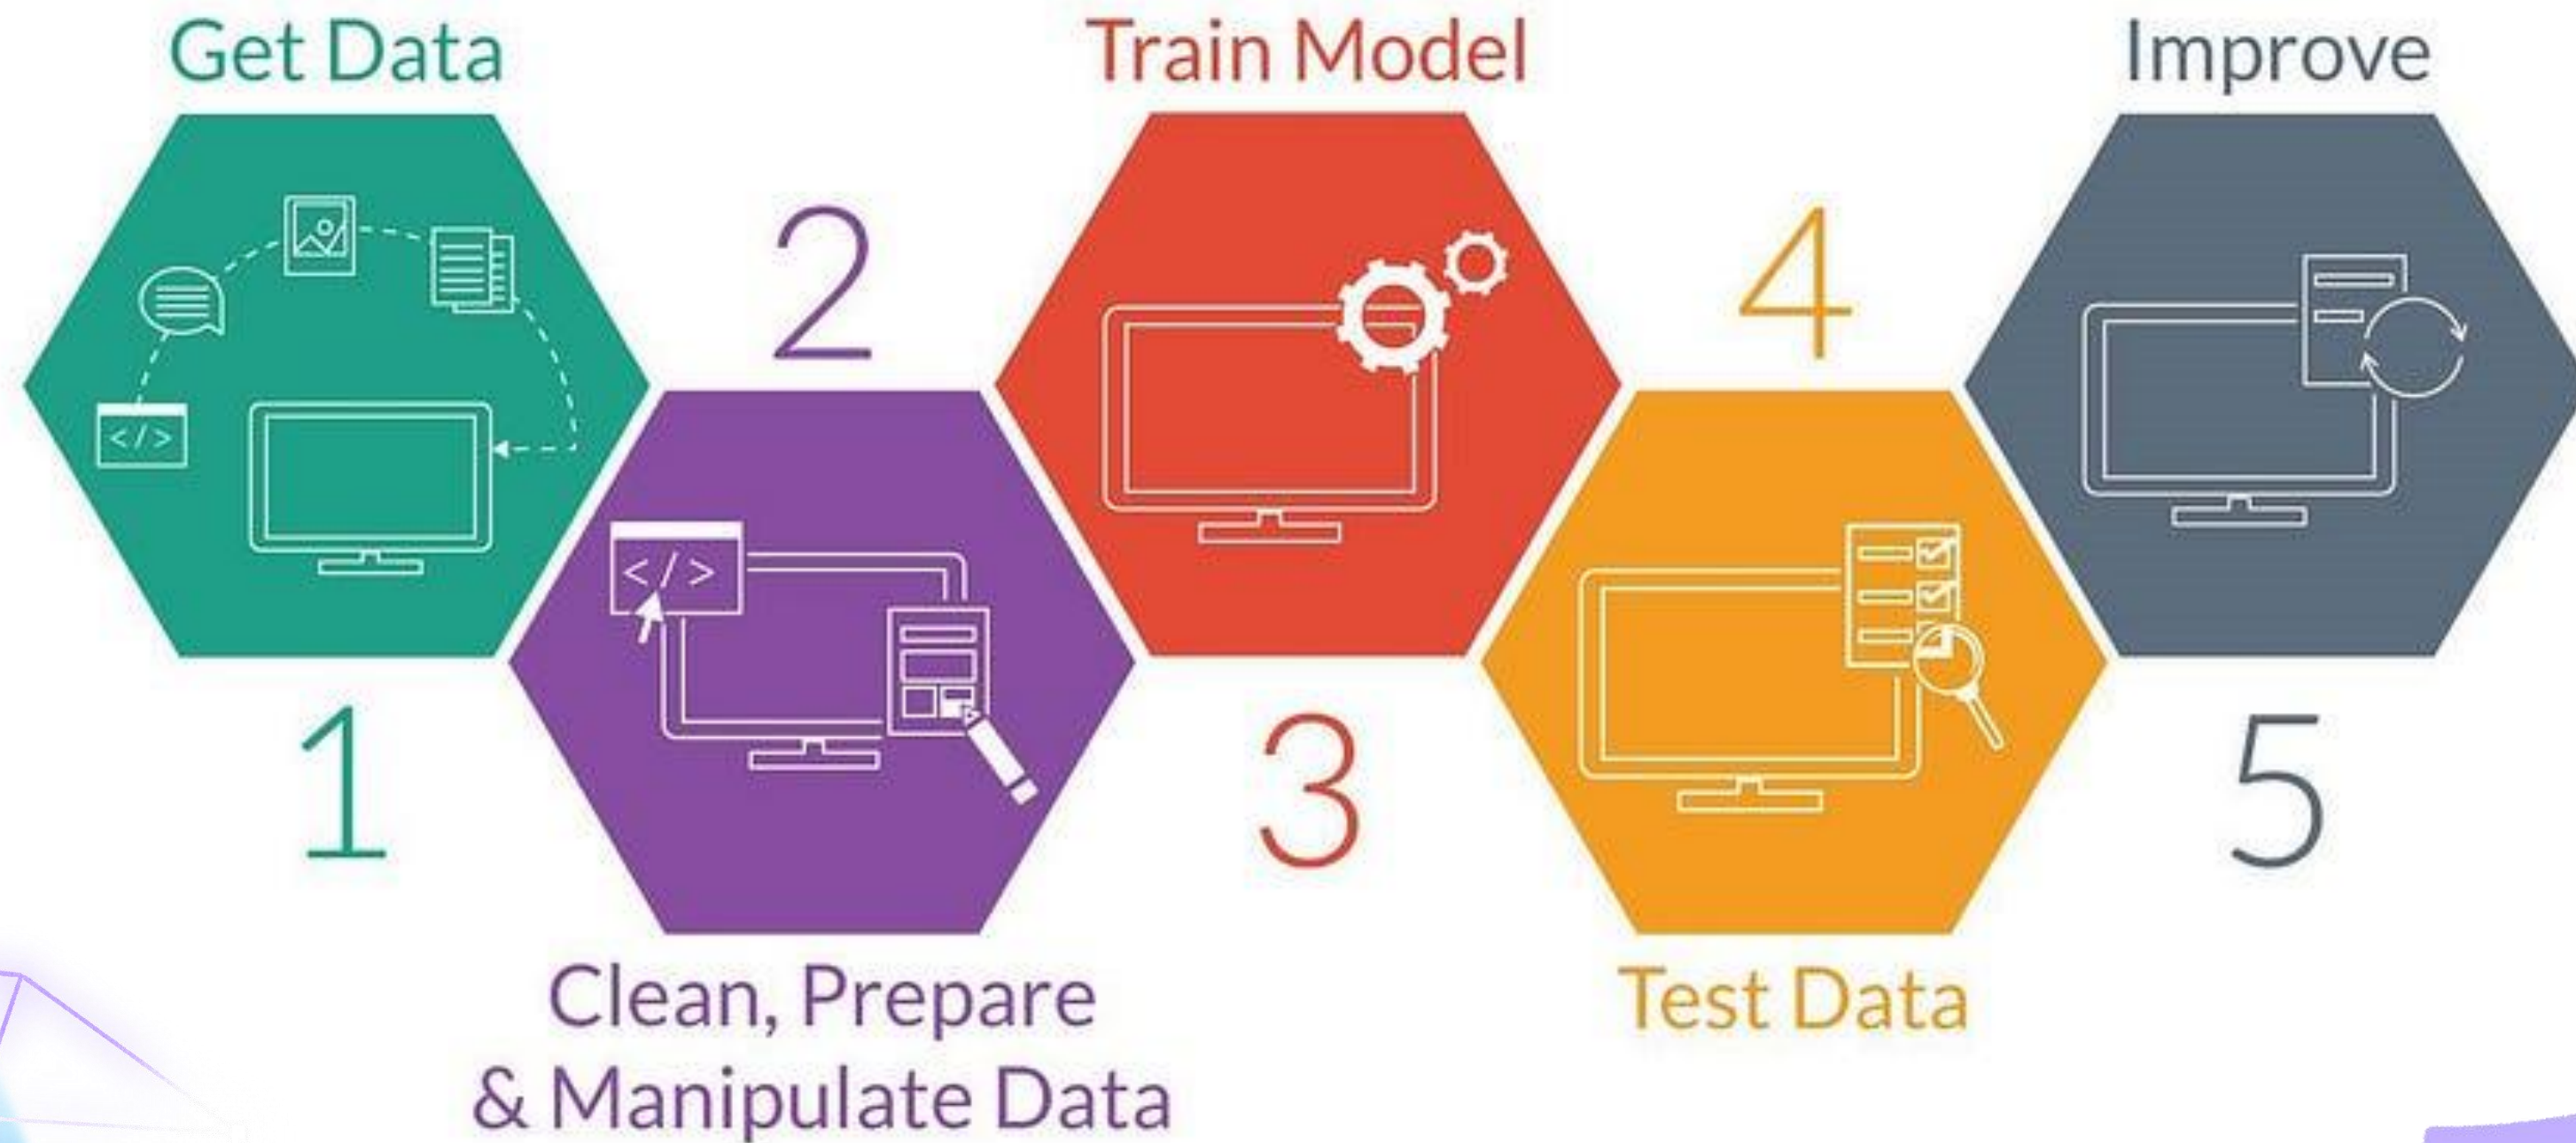 Get Data
1
2
Clean, Prepare
& Manipulate Data
Train Model
3
4
Test Data
Improve
5
</>
</>